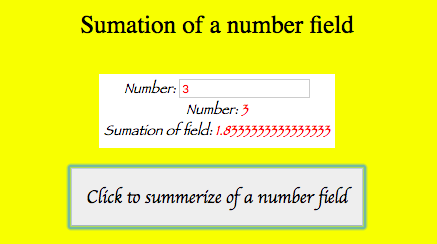 Sumation of a number field
Number: 3
Number: 3
Sumation of field: 1.8333333333333333
Click to summerize of a number field